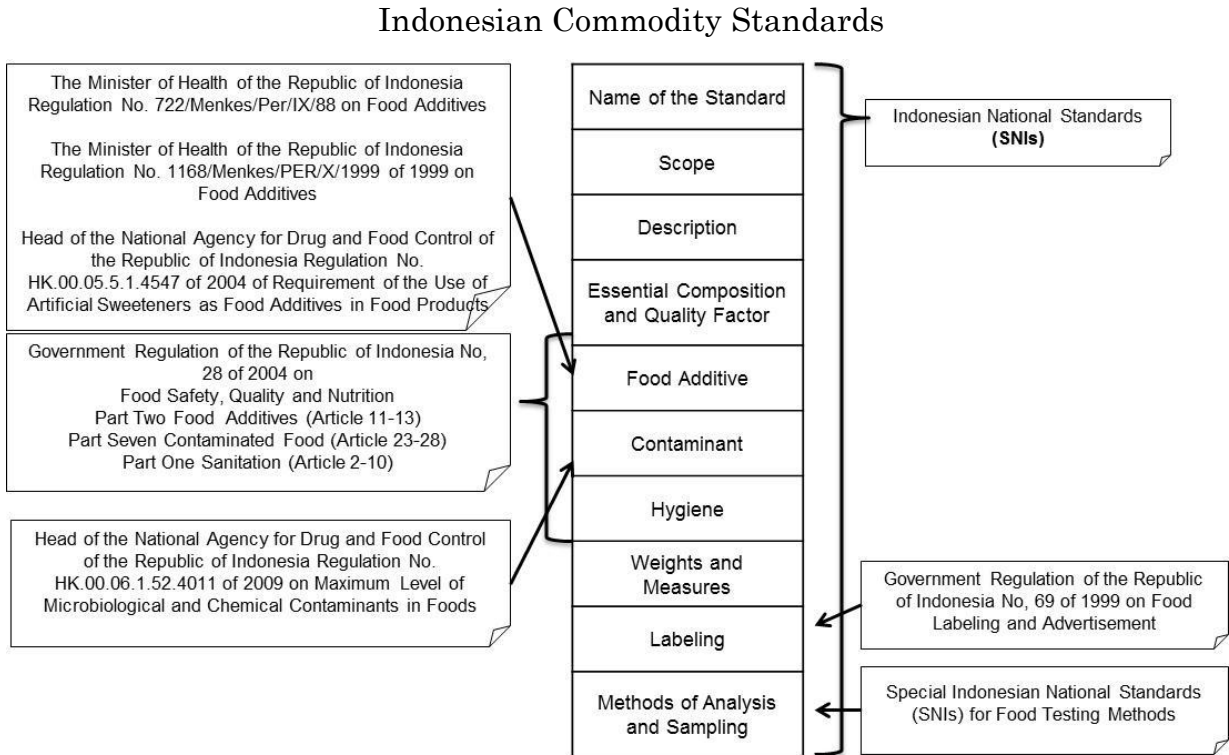 Indonesian Commodity Standards
The Minister of Health of the Republic of Indonesia
Regulation No. 722/Menkes/Per/IX/88 on Food Additives
The Minister of Health of the Republic of Indonesia
Regulation No. 1168/Menkes/PER/X/1999 of 1999 on
Food Additives
Head of the National Agency for Drug and Food Control of
the Republic of Indonesia Regulation No.
HK.00.05.5.1.4547 of 2004 of Requirement of the Use of
Artificial Sweeteners as Food Additives in Food Products
Government Regulation of the Republic of Indonesia No,
28 of 2004 on
Food Safety, Quality and Nutrition
Part Two Food Additives (Article 11-13)
Part Seven Contaminated Food (Article 23-28)
Part One Sanitation (Article 2-10)
Head of the National Agency for Drug and Food Control
of the Republic of Indonesia Regulation No.
HK.00.06.1.52.4011 of 2009 on Maximum Level of
Microbiological and Chemical Contaminants in Foods
Name of the Standard
Scope
Description
Essential Composition
and Quality Factor
Food Additive
Contaminant
Hygiene
Weights and
Measures
Labeling
Methods of Analysis
and Sampling
Indonesian National Standards
(SNIs)
Government Regulation of the Republic
of Indonesia No, 69 of 1999 on Food
Labeling and Advertisement
Special Indonesian National Standards
(SNIs) for Food Testing Methods